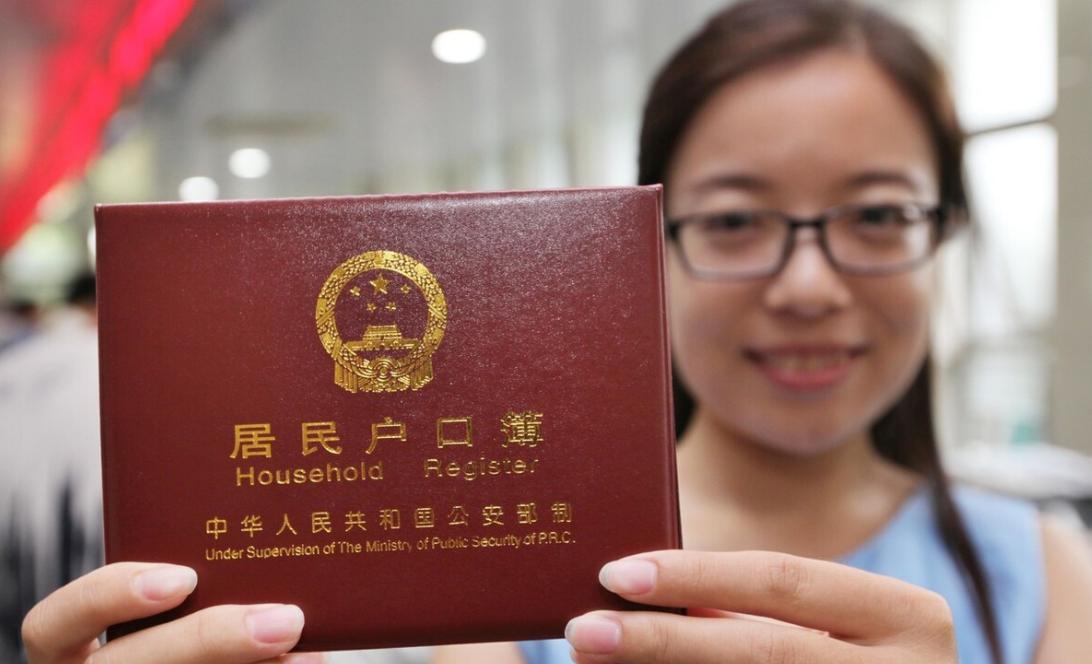 居民户口簿
Household Register
中华人民共和国公安部制
Under Supervision of The Ministry of Public Security of P.R.C.